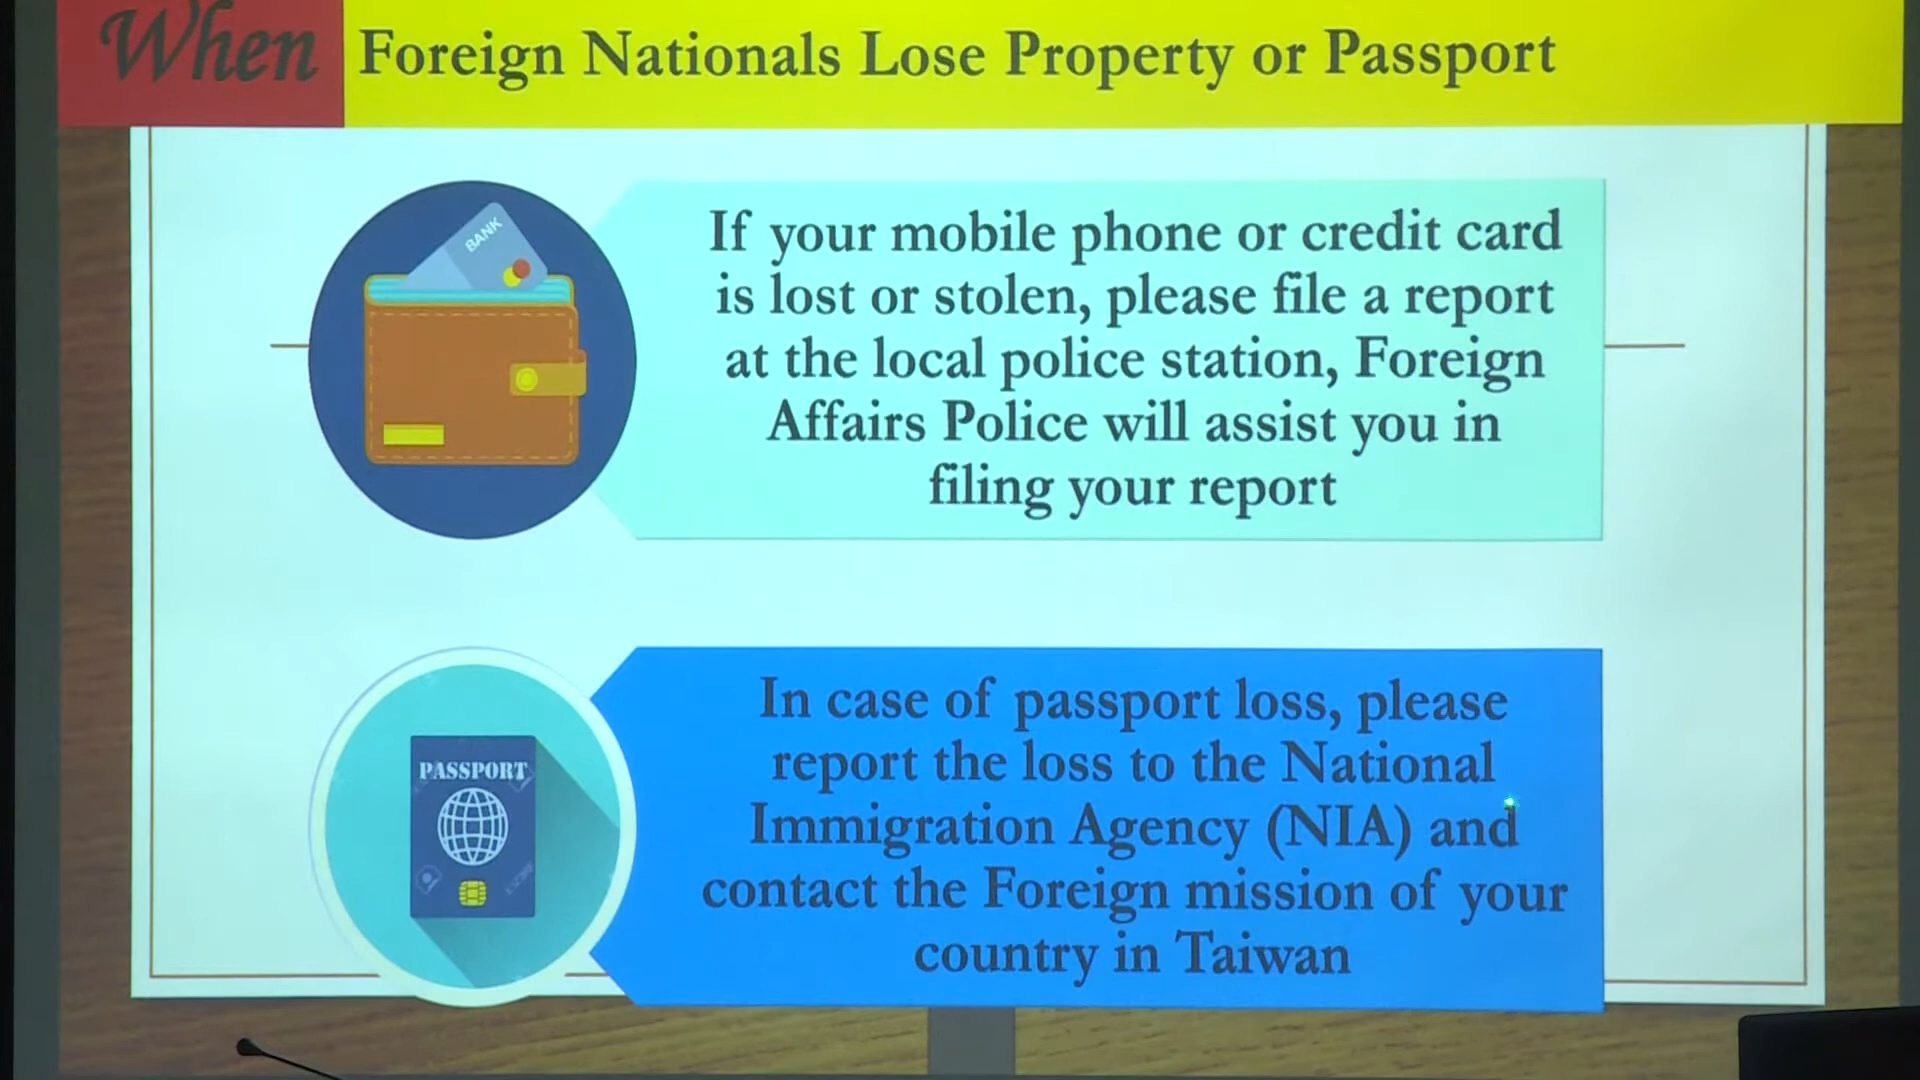 When Foreign Nationals Lose Property or Passport
BANK
If your mobile phone or credit card
is lost or stolen, please file a report
at the local police station, Foreign
Affairs Police will assist you in
filing your report
PASSPORT
In case of passport loss, please
report the loss to the National
Immigration Agency (NIA) and
contact the Foreign mission of your
country in Taiwan